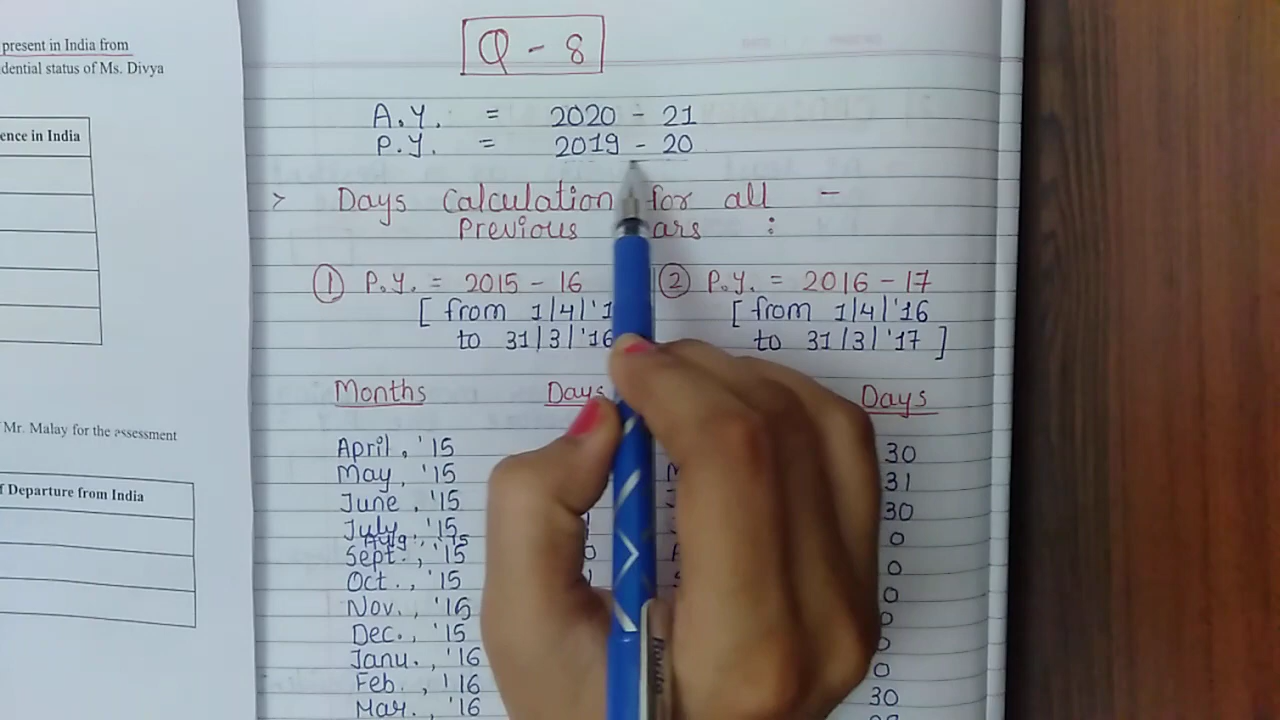 present in India from
dential status of Ms. Divya
ence in India
Mr. Malay for the assessment
f Departure from India
Q - 8
A.Y. = 2020 - 21
P.Y. = 2019 - 20
> Days Calculation for all -
Previous ars :
① P.Y. = 2015 - 16
[ from 1/4/'1
to 31/3/'16
② P.Y. = 2016 - 17
[ from 1/4/'16
to 31/3/'17 ]
Months Days
April, '15
May, '15
June, '15
July, '15
Aug., '15
Sept., '15
Oct., '15
Nov., '15
Dec., '15
Janu., '16
Feb., '16
Mar., '16
Days
30
31
30
0
0
0
0
0
0
30